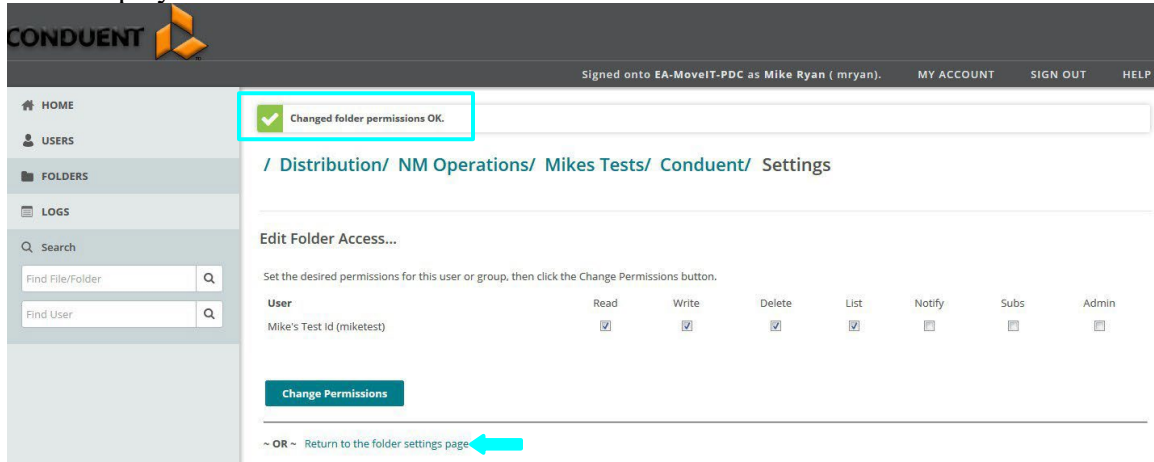 CONDUENT
Signed onto EA-MoveIT-PDC as Mike Ryan ( mryan). MY ACCOUNT SIGN OUT HELP
HOME
USERS
FOLDERS
LOGS
Search
Find File/Folder
Find User
Changed folder permissions OK.
/ Distribution/ NM Operations/ Mikes Tests/ Conduent/ Settings
Edit Folder Access...
Set the desired permissions for this user or group, then click the Change Permissions button.
User Read Write Delete List Notify Subs Admin
Mike's Test Id (miketest)
Change Permissions
~ OR ~ Return to the folder settings page